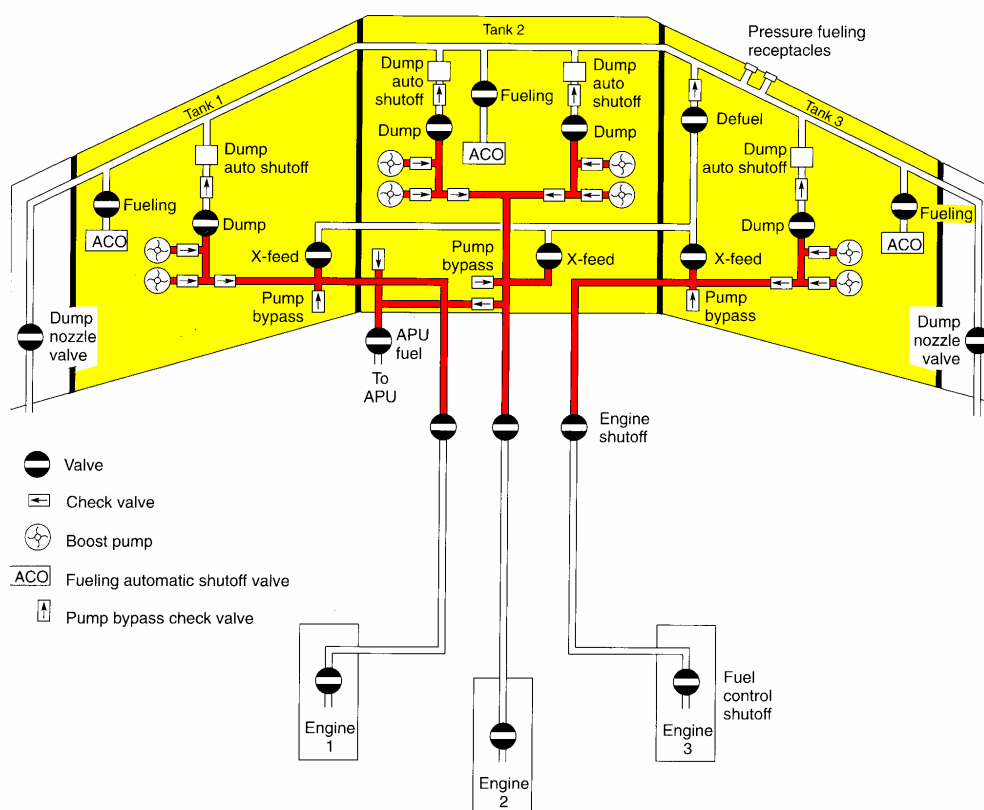 Tank 2
Pressure fueling
receptacles
Dump
auto
shutoff
Fueling
Dump
auto
shutoff
Tank 1
Tank 3
Dump
Dump
Defuel
ACO
Dump
auto shutoff
Dump
auto shutoff
Fueling
ACO
Dump
Dump
Fueling
ACO
X-feed
Pump
bypass
X-feed
X-feed
Pump
bypass
Pump
bypass
Dump
nozzle
valve
APU
fuel
To
APU
Dump
nozzle
valve
Engine
shutoff
Valve
Check valve
Boost pump
ACO
Fueling automatic shutoff valve
Pump bypass check valve
Engine
1
Engine
2
Engine
3
Fuel
control
shutoff